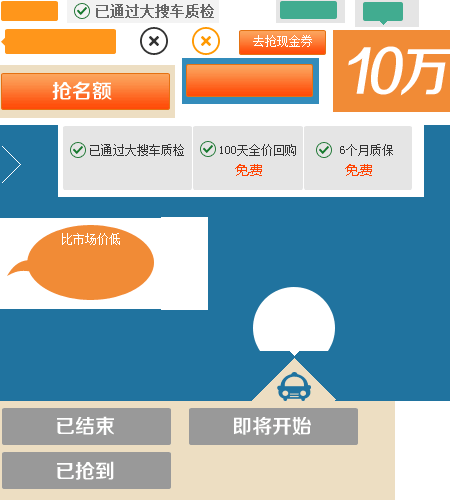 已通过大搜车质检
去抢现金券
抢名额
10万
已通过大搜车质检
100天全价回购
免费
6个月质保
免费
比市场价低
已结束
即将开始
已抢到